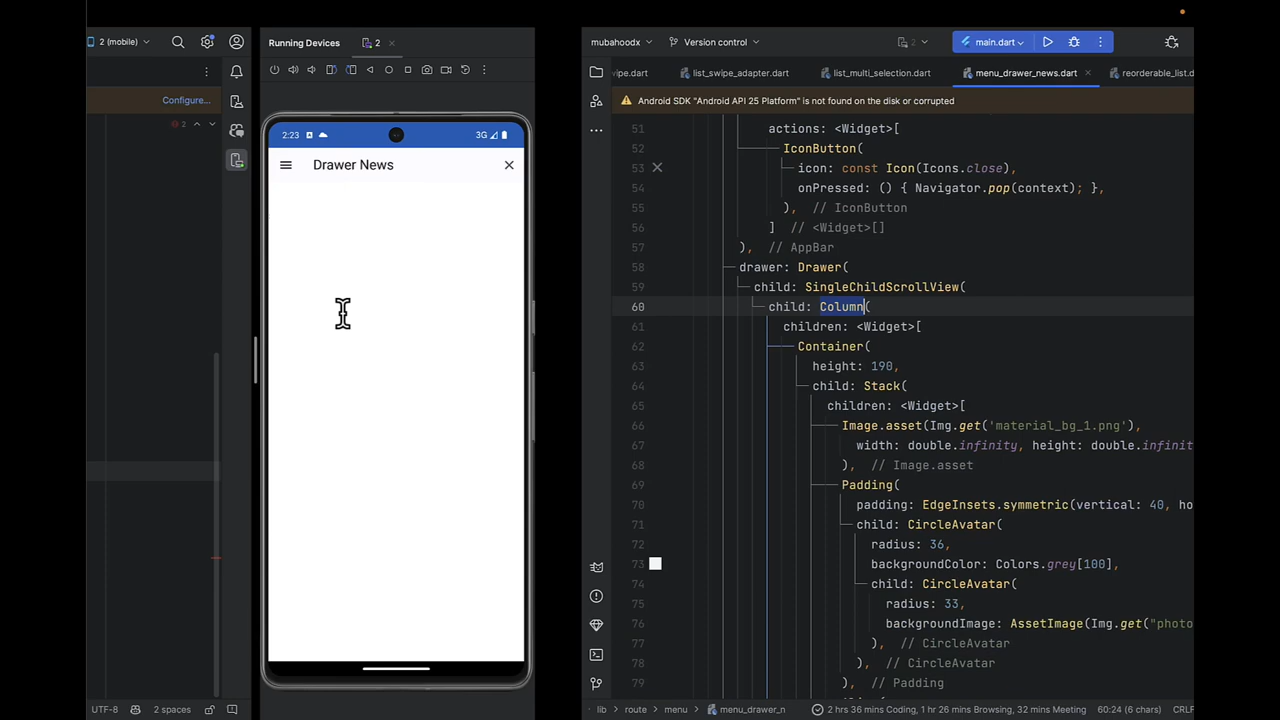 2 (mobile)
Running Devices
2
mubahoodx
Version control
2
main.dart
Configure...
2
2:23
3G
Drawer News
ipe.dart
list_swipe_adapter.dart
list_multi_selection.dart
menu_drawer_news.dart
reorderable_list.d
Android SDK "Android API 25 Platform" is not found on the disk or corrupted
51 actions: <Widget>[
52 IconButton(
53 icon: const Icon(Icons.close),
54 onPressed: () { Navigator.pop(context); },
55 ), // IconButton
56 ] // <Widget>[]
57 ), // AppBar
58 drawer: Drawer(
59 child: SingleChildScrollView(
60 child: Column(
61 children: <Widget>[
62 Container(
63 height: 190,
64 child: Stack(
65 children: <Widget>[
66 Image.asset(Img.get('material_bg_1.png'),
67 width: double.infinity, height: double.infinit
68 ), // Image.asset
69 Padding(
70 padding: EdgeInsets.symmetric(vertical: 40, ho
71 child: CircleAvatar(
72 radius: 36,
73 backgroundColor: Colors.grey[100],
74 child: CircleAvatar(
75 radius: 33,
76 backgroundImage: AssetImage(Img.get("photo
77 ), // CircleAvatar
78 ), // CircleAvatar
79 ), // Padding
UTF-8
2 spaces
lib
route
menu
menu_drawer_n
2 hrs 36 mins Coding, 1 hr 26 mins Browsing, 32 mins Meeting
60:24 (6 chars)
CRLF